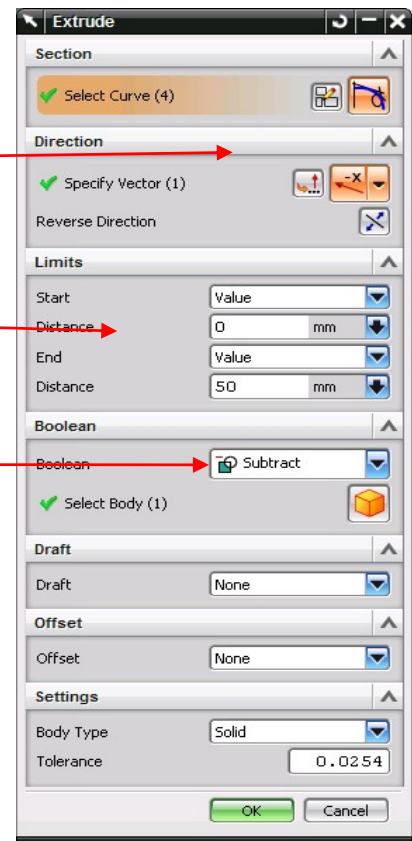 Extrude
Section
Select Curve (4)
Direction
Specify Vector (1)
-X
Reverse Direction
Limits
Start Value
Distance 0 mm
End Value
Distance 50 mm
Boolean
Boolean Subtract
Select Body (1)
Draft
Draft None
Offset
Offset None
Settings
Body Type Solid
Tolerance 0.0254
OK Cancel